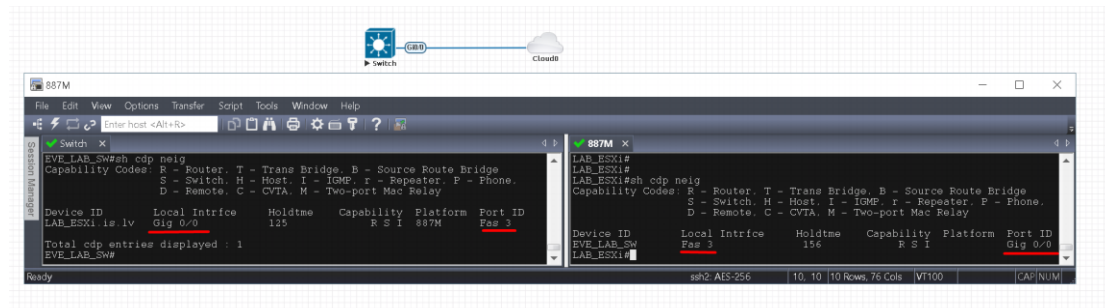 Gi0/0
Switch
Cloud0
887M
File Edit View Options Transfer Script Tools Window Help
Enter host <Alt+R>
Session Manager
Switch
EVE_LAB_SW#sh cdp neig
Capability Codes: R - Router, T - Trans Bridge, B - Source Route Bridge
S - Switch, H - Host, I - IGMP, r - Repeater, P - Phone,
D - Remote, C - CVTA, M - Two-port Mac Relay
Device ID Local Intrfce Holdtme Capability Platform Port ID
LAB_ESXi.is.lv Gig 0/0 125 R S I 887M Fas 3
Total cdp entries displayed : 1
EVE_LAB_SW#
887M
LAB_ESXi#
LAB_ESXi#
LAB_ESXi#sh cdp neig
Capability Codes: R - Router, T - Trans Bridge, B - Source Route Bridge
S - Switch, H - Host, I - IGMP, r - Repeater, P - Phone,
D - Remote, C - CVTA, M - Two-port Mac Relay
Device ID Local Intrfce Holdtme Capability Platform Port ID
EVE_LAB_SW Fas 3 156 R S I Gig 0/0
LAB_ESXi#
Ready
ssh2: AES-256 10, 10 10 Rows, 76 Cols VT100 CAP NUM